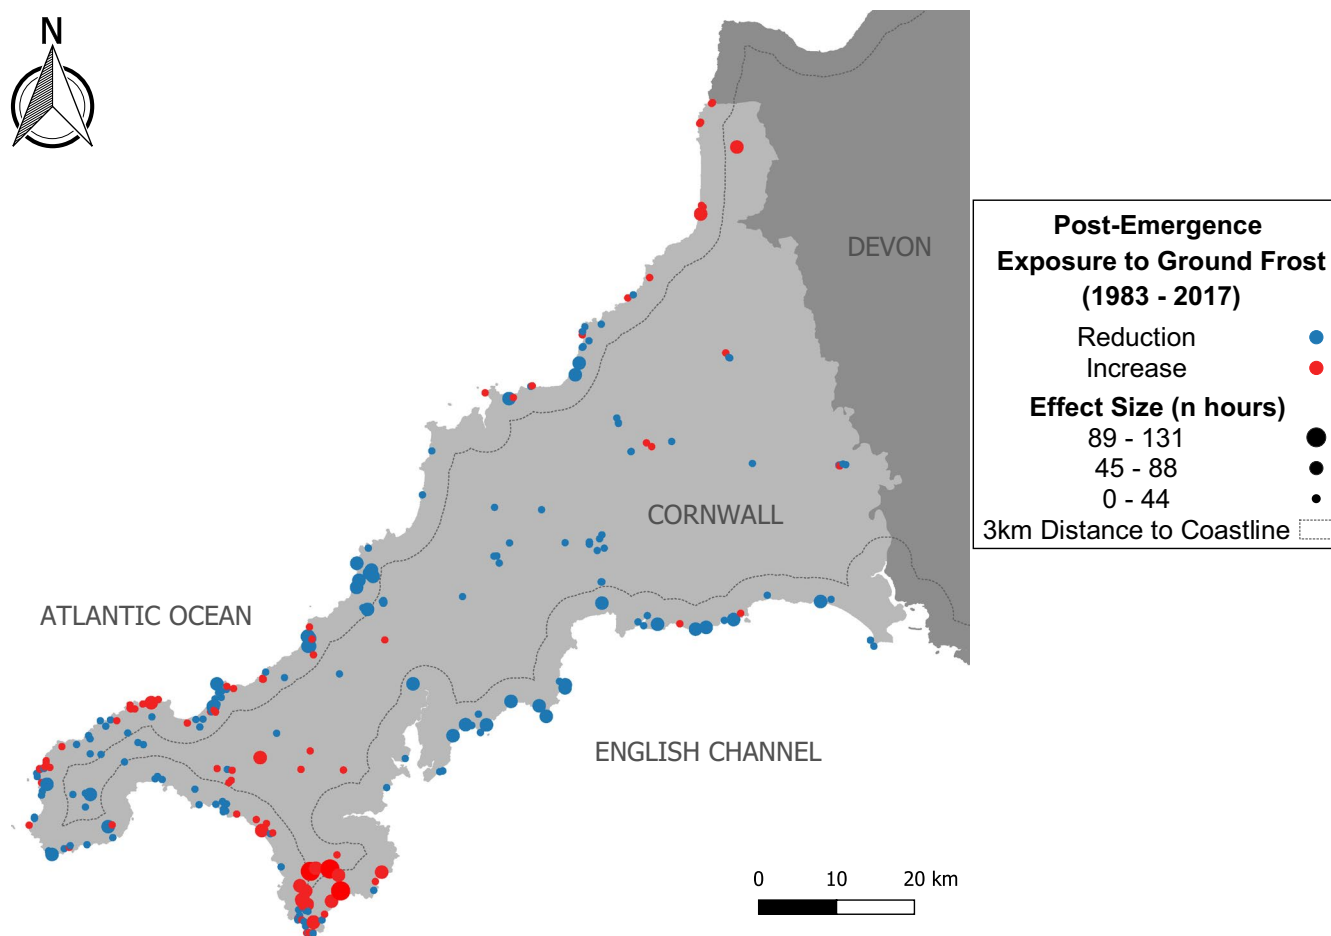 N
DEVON
CORNWALL
ATLANTIC OCEAN
ENGLISH CHANNEL
0 10 20 km
Post-Emergence
Exposure to Ground Frost
(1983 - 2017)
Reduction
Increase
Effect Size (n hours)
89 - 131
45 - 88
0 - 44
3km Distance to Coastline